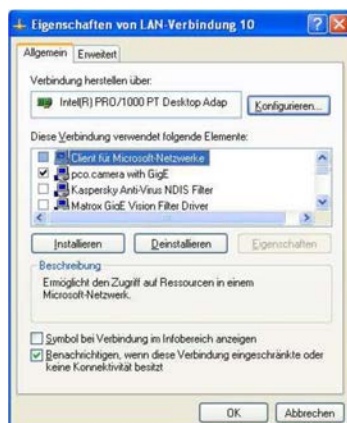 Eigenschaften von LAN-Verbindung 10
Allgemein Erweitert
Verbindung herstellen über:
Intel(R) PRO/1000 PT Desktop Adap
Konfigurieren...
Diese Verbindung verwendet folgende Elemente:
Client für Microsoft-Netzwerke
pco.camera with GigE
Kaspersky Anti-Virus NDIS Filter
Matrox GigE Vision Filter Driver
Installieren Deinstallieren Eigenschaften
Beschreibung
Ermöglicht den Zugriff auf Ressourcen in einem
Microsoft-Netzwerk.
Symbol bei Verbindung im Infobereich anzeigen
Benachrichtigen, wenn diese Verbindung eingeschränkte oder
keine Konnektivität besitzt
OK Abbrechen